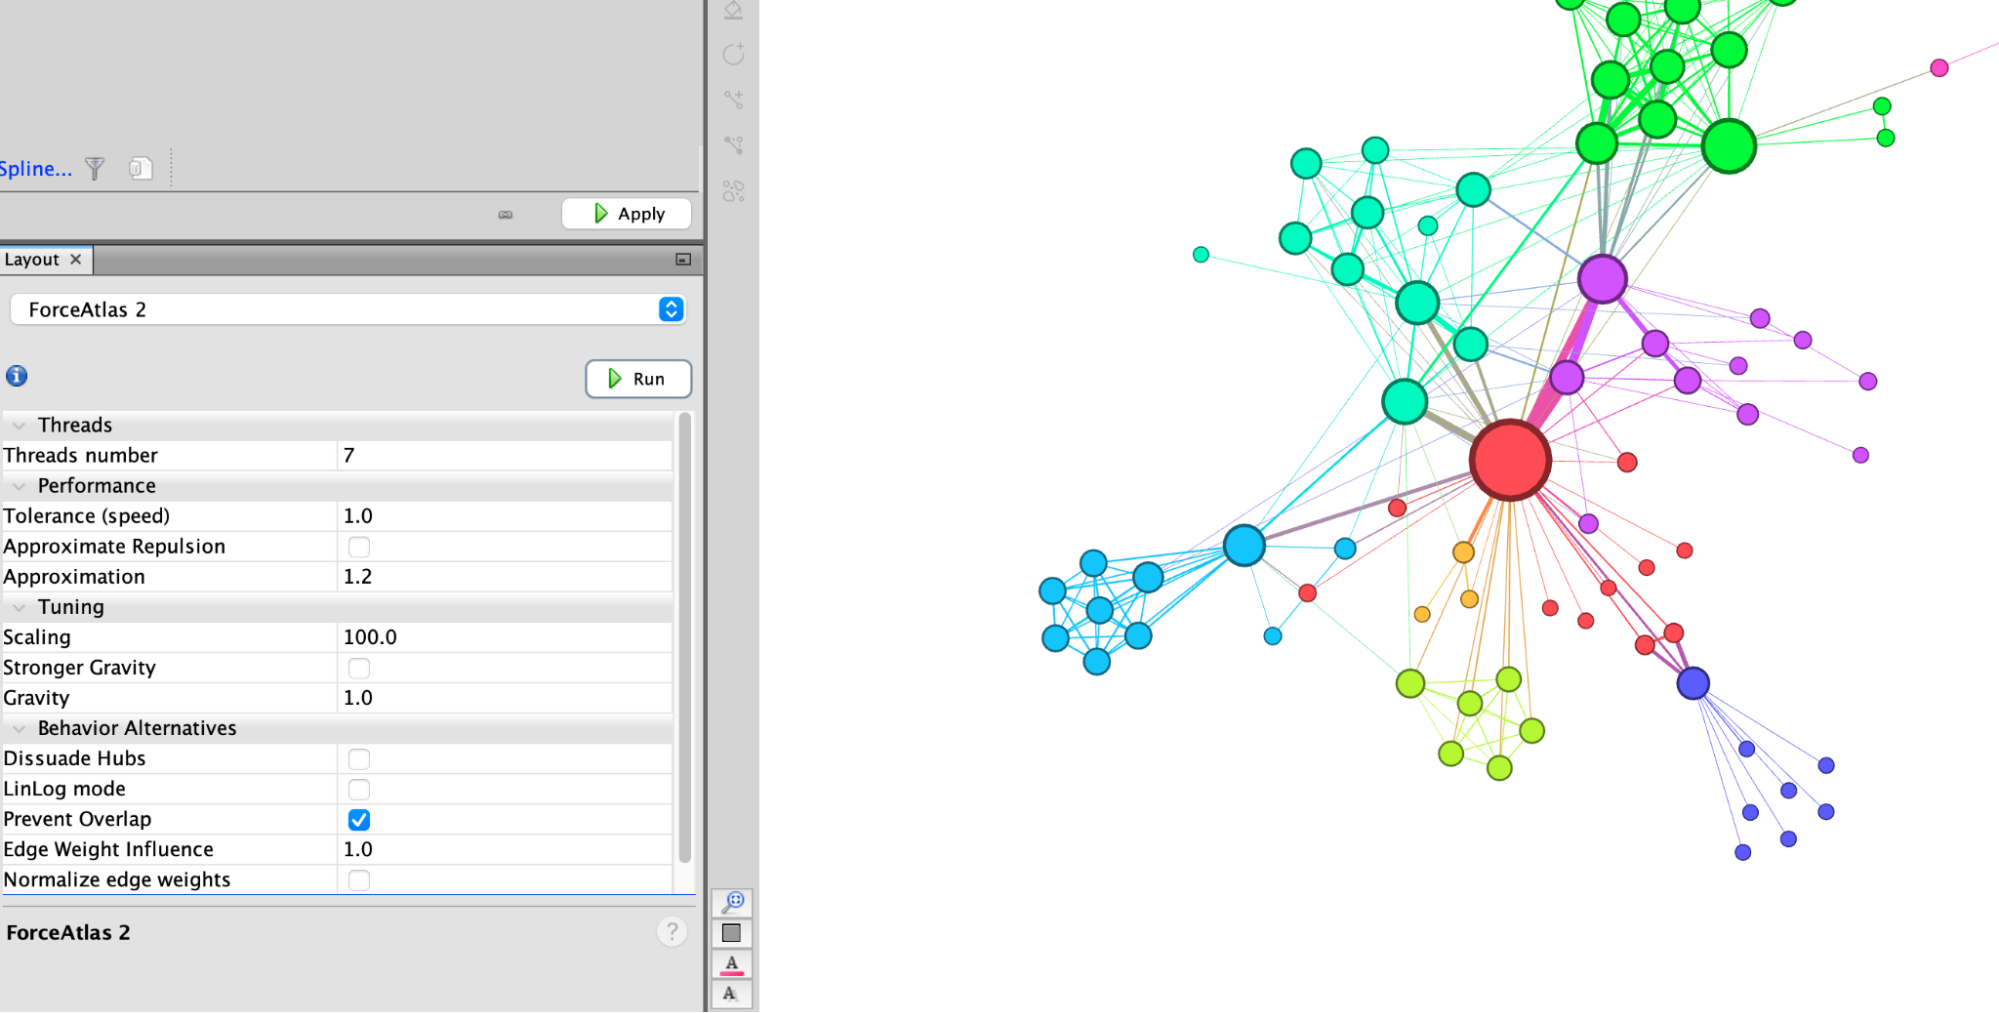 Spline...
Apply
Layout ×
ForceAtlas 2
Run
Threads
Threads number 7
Performance
Tolerance (speed) 1.0
Approximate Repulsion
Approximation 1.2
Tuning
Scaling 100.0
Stronger Gravity
Gravity 1.0
Behavior Alternatives
Dissuade Hubs
LinLog mode
Prevent Overlap
Edge Weight Influence 1.0
Normalize edge weights
ForceAtlas 2 ?
A
A